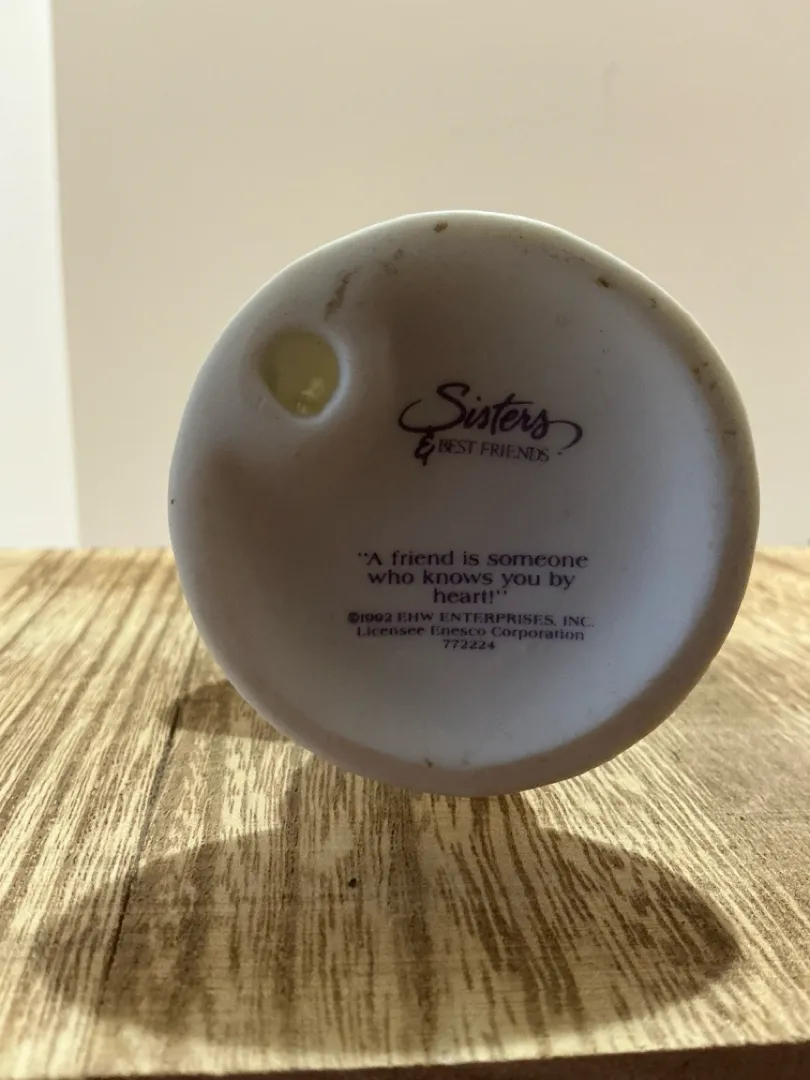 Sisters
& BEST FRIENDS
"A friend is someone
who knows you by
heart!"
©1992 EHW ENTERPRISES, INC.
Licensee Enesco Corporation
772224